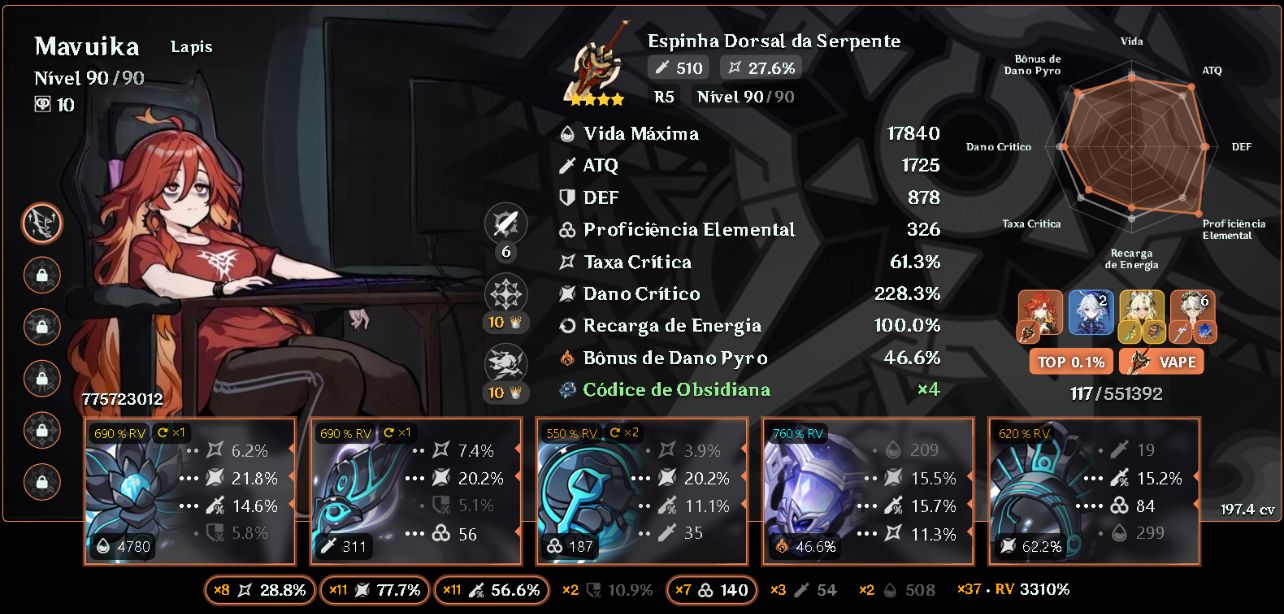 Mavuika Lapis
Nível 90/90
10
775723012
Espinha Dorsal da Serpente
510 27.6%
R5 Nível 90/90
6
10
10
Vida Máxima 17840
ATQ 1725
DEF 878
Proficiência Elemental 326
Taxa Crítica 61.3%
Dano Crítico 228.3%
Recarga de Energia 100.0%
Bônus de Dano Pyro 46.6%
Códice de Obsidiana ×4
Vida
ATQ
DEF
Proficiência
Elemental
Recarga
de Energia
Taxa Crítica
Dano Crítico
Bônus de
Dano Pyro
2 6
TOP 0.1% VAPE
117/551392
690 % RV ×1
6.2%
21.8%
14.6%
5.8%
4780
690 % RV ×1
7.4%
20.2%
5.1%
56
311
550 % RV ×2
3.9%
20.2%
11.1%
35
187
760 % RV
209
15.5%
15.7%
11.3%
46.6%
620 % RV
19
15.2%
84
299
62.2%
197.4 cv
×8 28.8% ×11 77.7% ×11 56.6% ×2 10.9% ×7 140 ×3 54 ×2 508 ×37 • RV 3310%